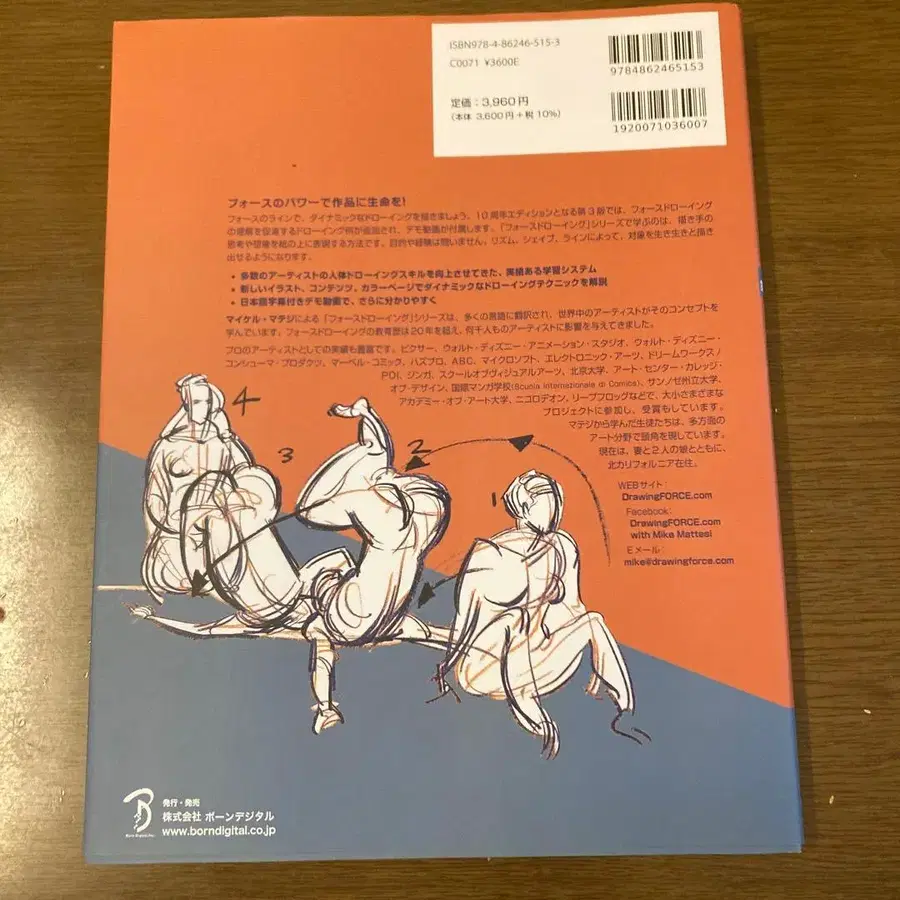 ISBN978-4-86246-515-3
C0071 ¥3600E
定価：3,960円
（本体 3,600円＋税10%）
9784862465153
1920071036007
フォースのパワーで作品に生命を！
フォースのラインで、ダイナミックなドローイングを描きましょう。10周年エディションとなる第3版では、フォースドローイング
の理解を促進するドローイング例が追加され、デモ動画が付属します。「フォースドローイング」シリーズで学ぶのは、描き手の
思考や想像を紙の上に表現する方法です。目的や経験は問いません。リズム、シェイプ、ラインによって、対象を生き生きと描き
出せるようになります。
• 多数のアーティストの人体ドローイングスキルを向上させてきた、実績ある学習システム
• 新しいイラスト、コンテンツ、カラーページでダイナミックなドローイングテクニックを解説
• 日本語字幕付きデモ動画で、さらに分かりやすく
マイケル・マテジによる「フォースドローイング」シリーズは、多くの言語に翻訳され、世界中のアーティストがそのコンセプトを
学んでいます。フォースドローイングの教育歴は20年を超え、何千人ものアーティストに影響を与えてきました。
プロのアーティストとしての実績も豊富です。ピクサー、ウォルト・ディズニー・アニメーション・スタジオ、ウォルト・ディズニー・
コンシューマ・プロダクツ、マーベル・コミック、ハズブロ、ABC、マイクロソフト、エレクトロニック・アーツ、ドリームワークス／
PDI、ジンガ、スクールオブヴィジュアルアーツ、北京大学、アート・センター・カレッジ・
オブ・デザイン、国際マンガ学校(Scuola Internazionale di Comics)、サンノゼ州立大学、
アカデミー・オブ・アート大学、ニコロデオン、リープフロッグなどで、大小さまざまな
プロジェクトに参加し、受賞もしています。
マテジから学んだ生徒たちは、多方面の
アート分野で頭角を現しています。
現在は、妻と2人の娘とともに、
北カリフォルニア在住。
WEBサイト：
DrawingFORCE.com
Facebook：
DrawingFORCE.com
with Mike Mattesi
Eメール：
mike@drawingforce.com
4
3
2
1
発行・発売
株式会社 ボーンデジタル
www.borndigital.co.jp
B
Born Digital, Inc.